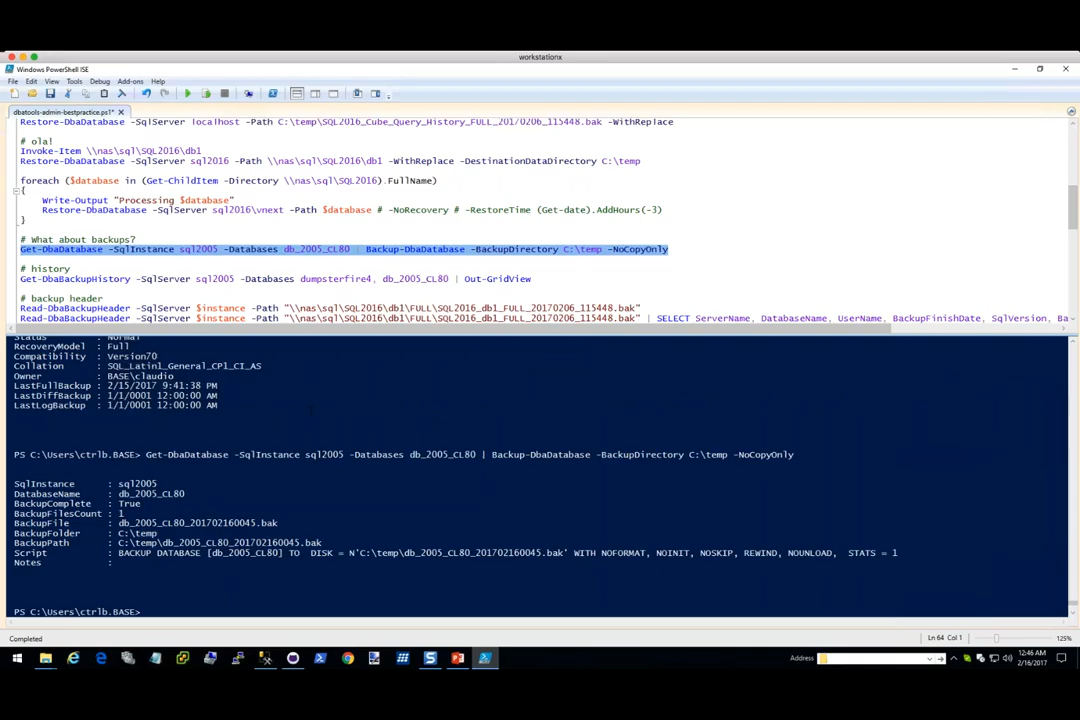 workstationx
Windows PowerShell ISE
File Edit View Tools Debug Add-ons Help
dbatools-admin-bestpractice.ps1*
Restore-DbaDatabase -SqlServer localhost -Path C:\temp\SQL2016_Cube_Query_History_FULL_20170206_115448.bak -WithReplace
# ola!
Invoke-Item \\nas\sql\SQL2016\db1
Restore-DbaDatabase -SqlServer sql2016 -Path \\nas\sql\SQL2016\db1 -WithReplace -DestinationDataDirectory C:\temp
foreach ($database in (Get-ChildItem -Directory \\nas\sql\SQL2016).FullName)
{
Write-Output "Processing $database"
Restore-DbaDatabase -SqlServer sql2016\vnext -Path $database # -NoRecovery # -RestoreTime (Get-date).AddHours(-3)
}
# What about backups?
Get-DbaDatabase -SqlInstance sql2005 -Databases db_2005_CL80 | Backup-DbaDatabase -BackupDirectory C:\temp -NoCopyOnly
# history
Get-DbaBackupHistory -SqlServer sql2005 -Databases dumpsterfire4, db_2005_CL80 | Out-GridView
# backup header
Read-DbaBackupHeader -SqlServer $instance -Path "\\nas\sql\SQL2016\db1\FULL\SQL2016_db1_FULL_20170206_115448.bak"
Read-DbaBackupHeader -SqlServer $instance -Path "\\nas\sql\SQL2016\db1\FULL\SQL2016_db1_FULL_20170206_115448.bak" | SELECT ServerName, DatabaseName, UserName, BackupFinishDate, SqlVersion, Ba
Status : Normal
RecoveryModel : Full
Compatibility : Version70
Collation : SQL_Latin1_General_CP1_CI_AS
Owner : BASE\claudio
LastFullBackup : 2/15/2017 9:41:38 PM
LastDiffBackup : 1/1/0001 12:00:00 AM
LastLogBackup : 1/1/0001 12:00:00 AM
PS C:\Users\ctrlb.BASE> Get-DbaDatabase -SqlInstance sql2005 -Databases db_2005_CL80 | Backup-DbaDatabase -BackupDirectory C:\temp -NoCopyOnly
SqlInstance : sql2005
DatabaseName : db_2005_CL80
BackupComplete : True
BackupFilesCount : 1
BackupFile : db_2005_CL80_201702160045.bak
BackupFolder : C:\temp
BackupPath : C:\temp\db_2005_CL80_201702160045.bak
Script : BACKUP DATABASE [db_2005_CL80] TO DISK = N'C:\temp\db_2005_CL80_201702160045.bak' WITH NOFORMAT, NOINIT, NOSKIP, REWIND, NOUNLOAD, STATS = 1
Notes :
PS C:\Users\ctrlb.BASE>
Completed
Ln 64 Col 1
125%
Address
12:46 AM
2/16/2017